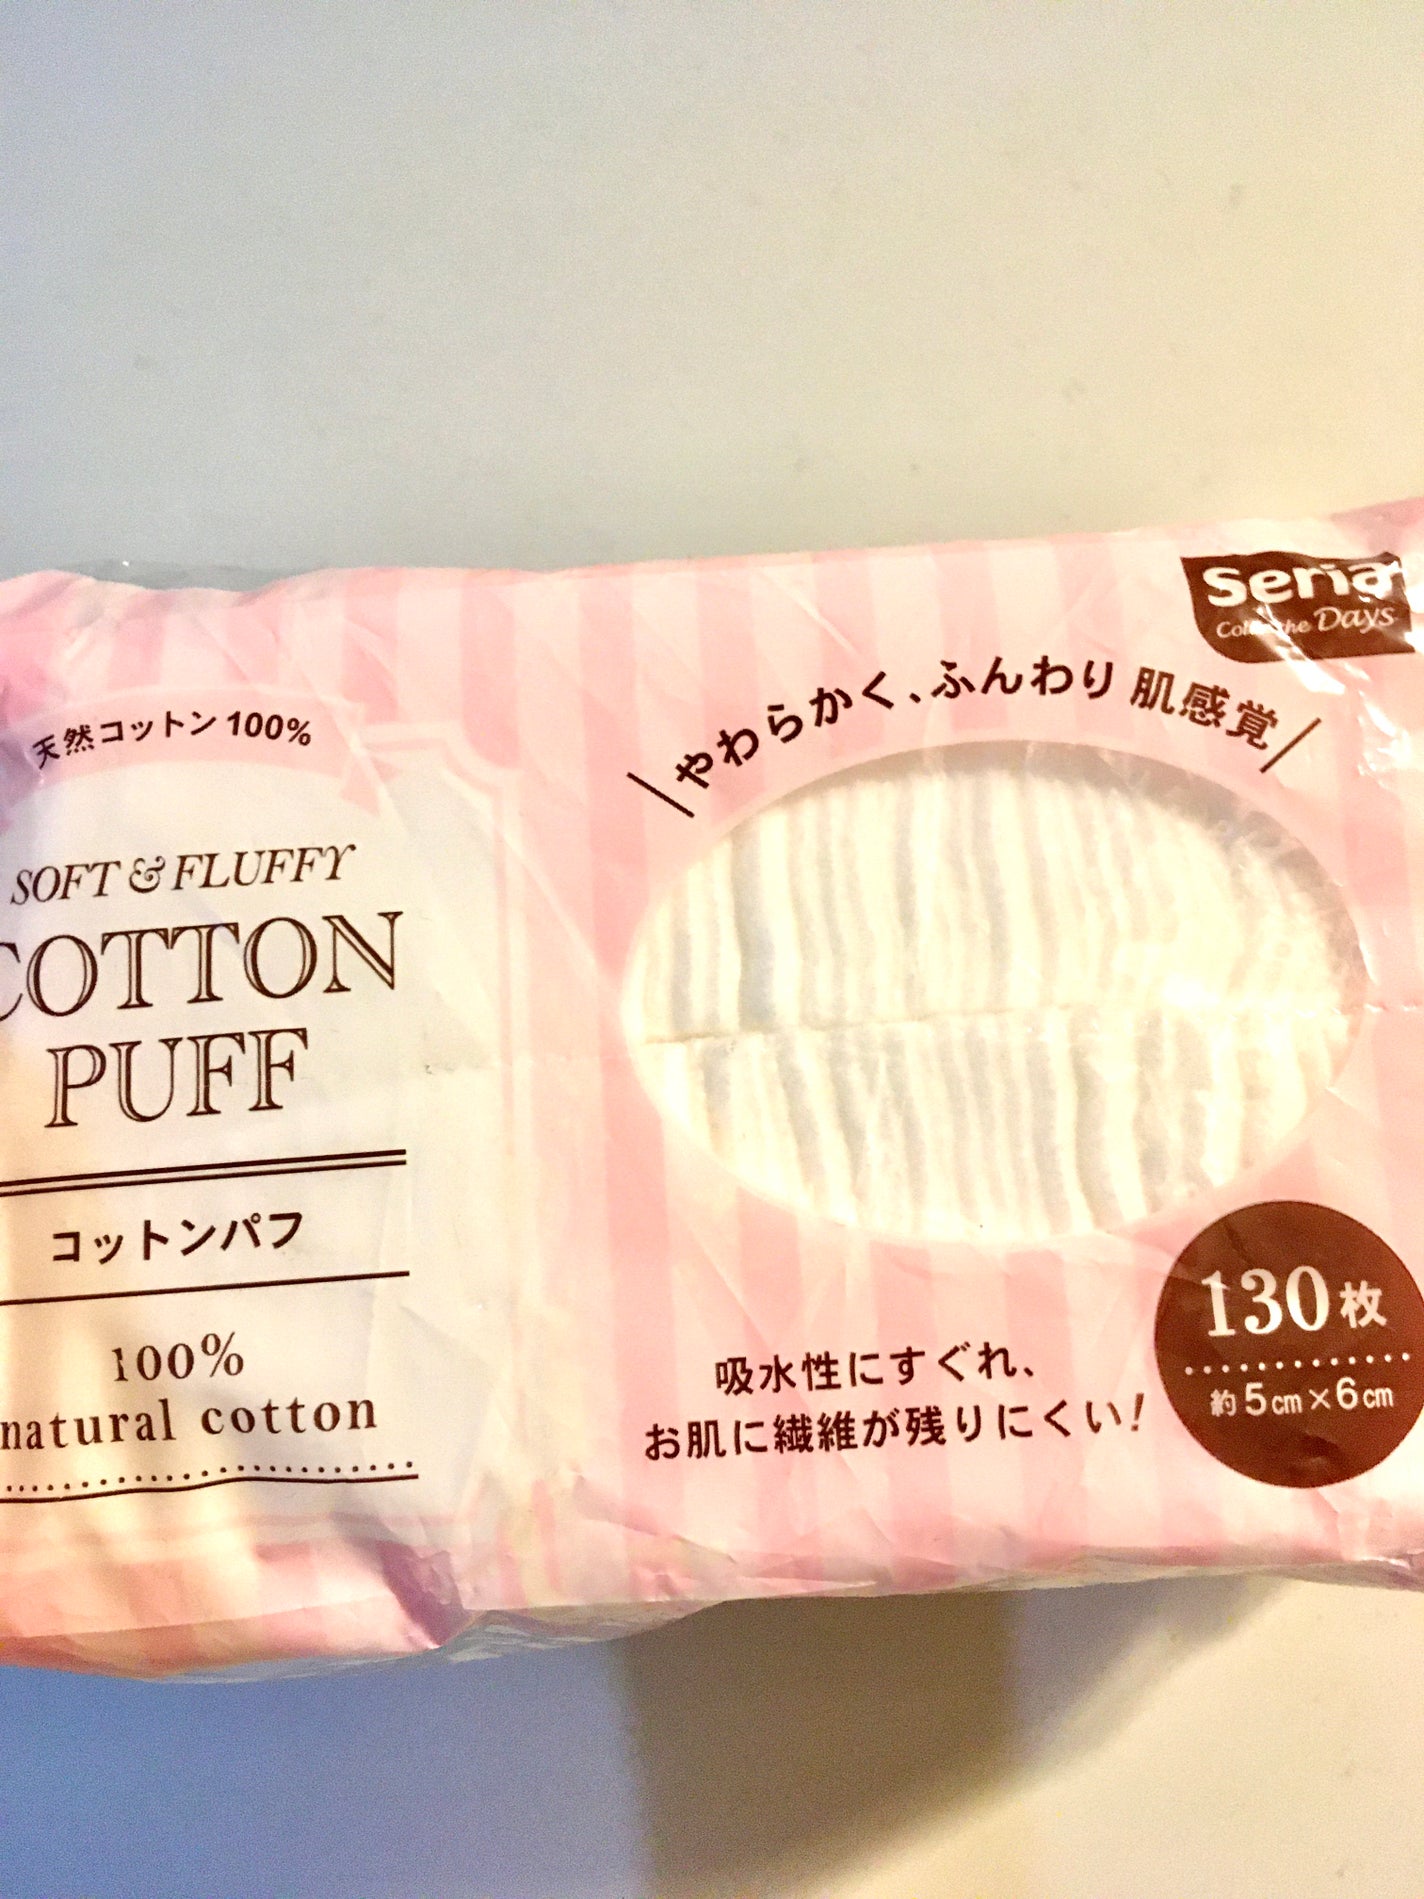 Seria
the Days
天然コットン100%
SOFT & FLUFFY
COTTON
PUFF
コットンパフ
100%
natural cotton
やわらかく、ふんわり 肌感覚
吸水性にすぐれ、
お肌に繊維が残りにくい!
130枚
約5cm×6cm